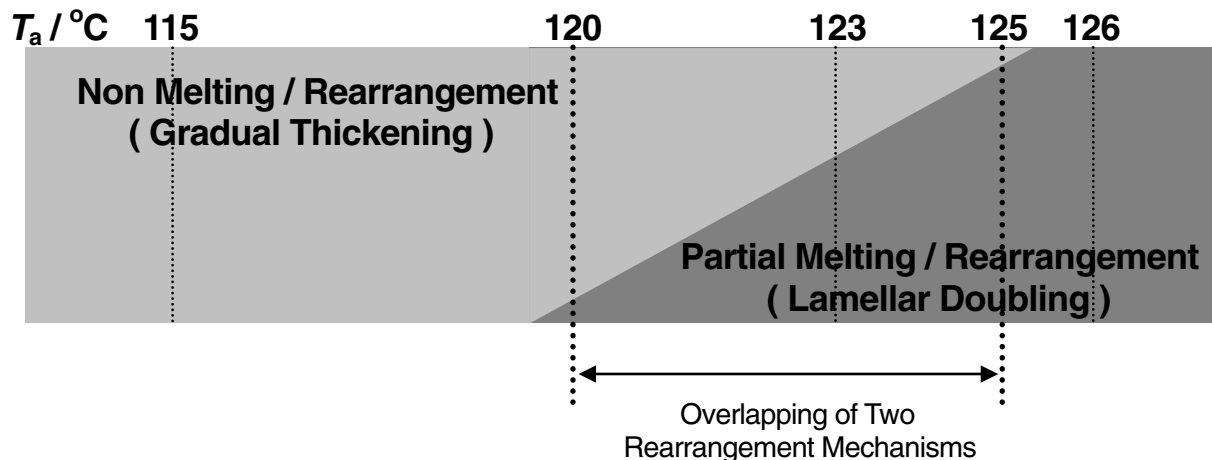 Ta / °C 115 120 123 125 126
Non Melting / Rearrangement
( Gradual Thickening )
Partial Melting / Rearrangement
( Lamellar Doubling )
Overlapping of Two
Rearrangement Mechanisms